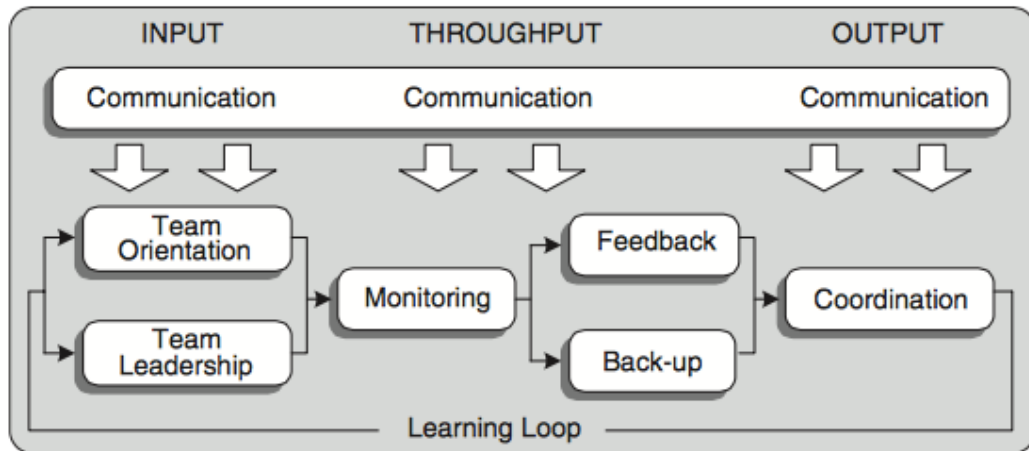 INPUT THROUGHPUT OUTPUT
Communication Communication Communication
Team
Orientation
Feedback
Monitoring
Coordination
Team
Leadership
Back-up
Learning Loop